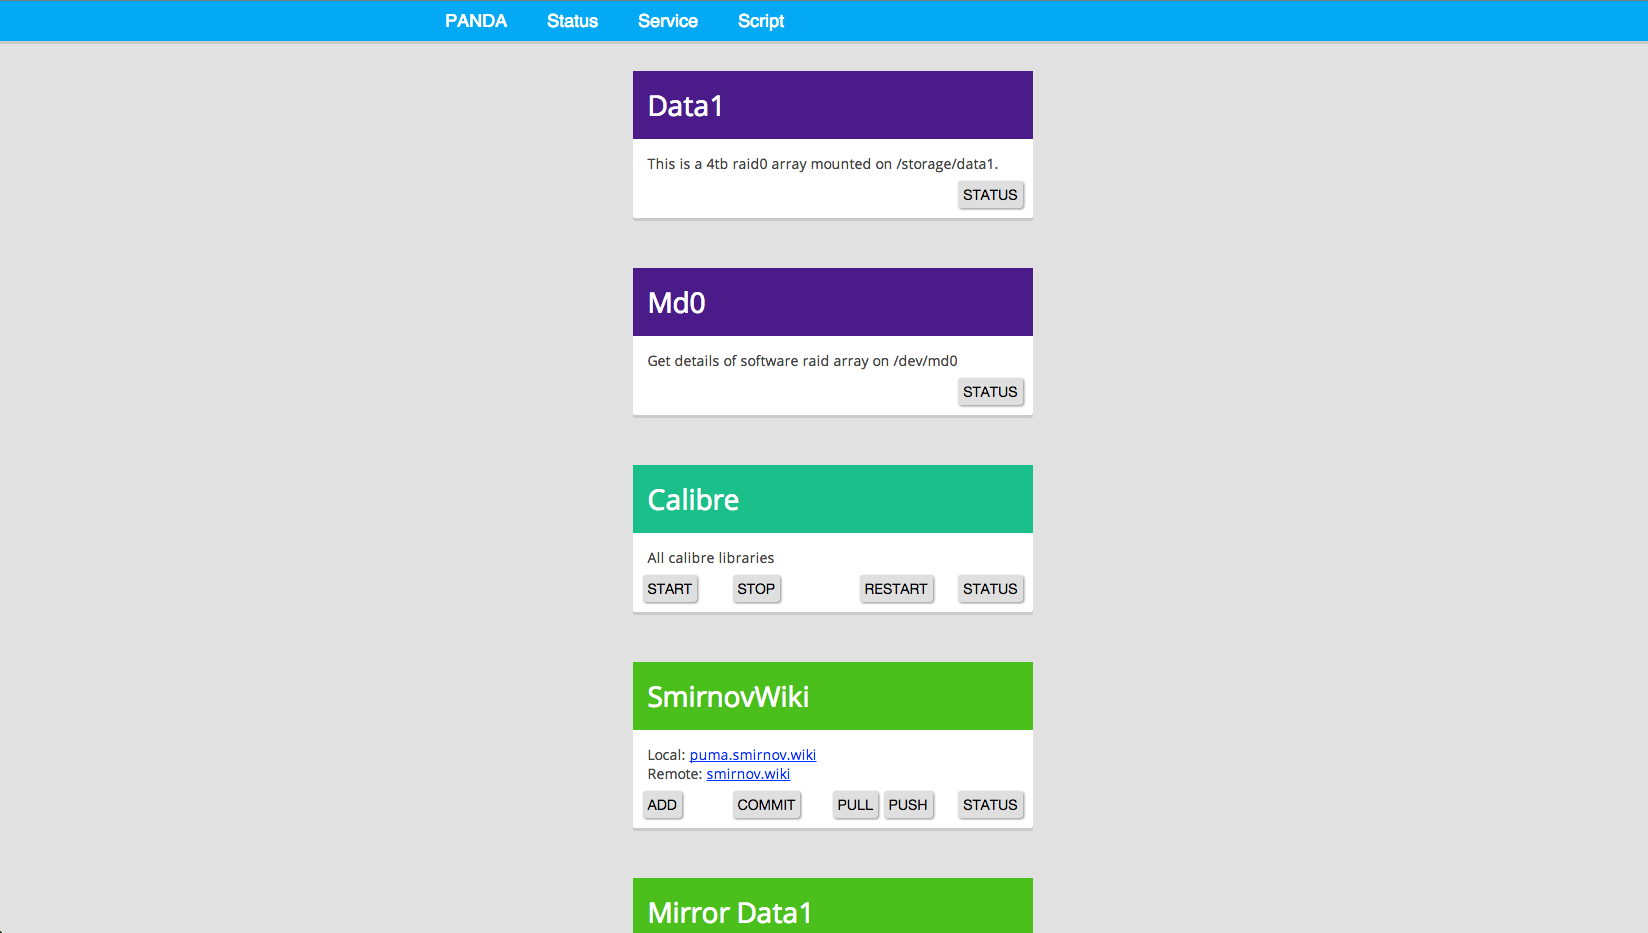 PANDA Status Service Script
Data1
This is a 4tb raid0 array mounted on /storage/data1.
STATUS
Md0
Get details of software raid array on /dev/md0
STATUS
Calibre
All calibre libraries
START STOP RESTART STATUS
SmirnovWiki
Local: puma.smirnov.wiki
Remote: smirnov.wiki
ADD COMMIT PULL PUSH STATUS
Mirror Data1